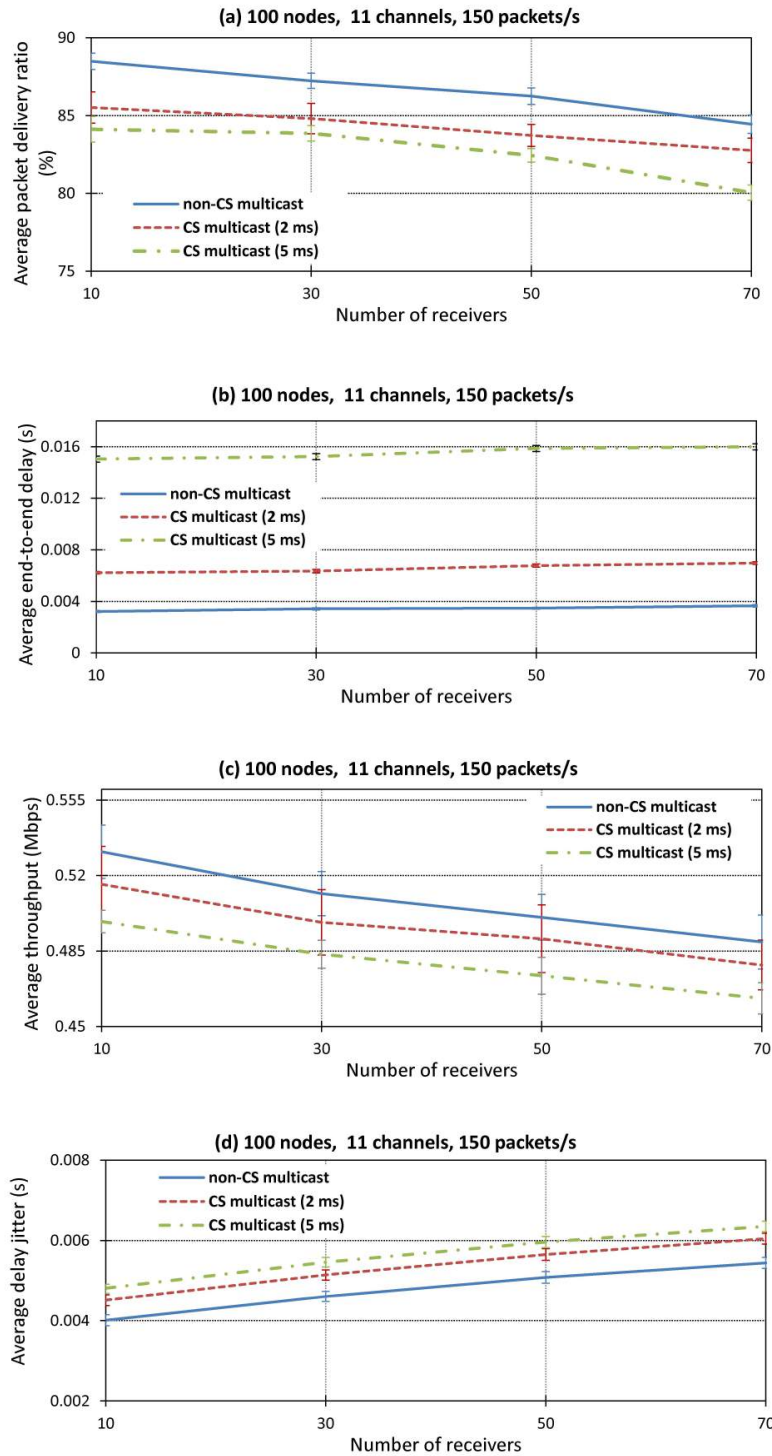 (a) 100 nodes, 11 channels, 150 packets/s
Average packet delivery ratio
(%)
90
85
80
75
non-CS multicast
CS multicast (2 ms)
CS multicast (5 ms)
10 30 50 70
Number of receivers
(b) 100 nodes, 11 channels, 150 packets/s
Average end-to-end delay (s)
0.016
0.012
0.008
0.004
0
non-CS multicast
CS multicast (2 ms)
CS multicast (5 ms)
10 30 50 70
Number of receivers
(c) 100 nodes, 11 channels, 150 packets/s
Average throughput (Mbps)
0.555
0.52
0.485
0.45
non-CS multicast
CS multicast (2 ms)
CS multicast (5 ms)
10 30 50 70
Number of receivers
(d) 100 nodes, 11 channels, 150 packets/s
Average delay jitter (s)
0.008
0.006
0.004
0.002
non-CS multicast
CS multicast (2 ms)
CS multicast (5 ms)
10 30 50 70
Number of receivers